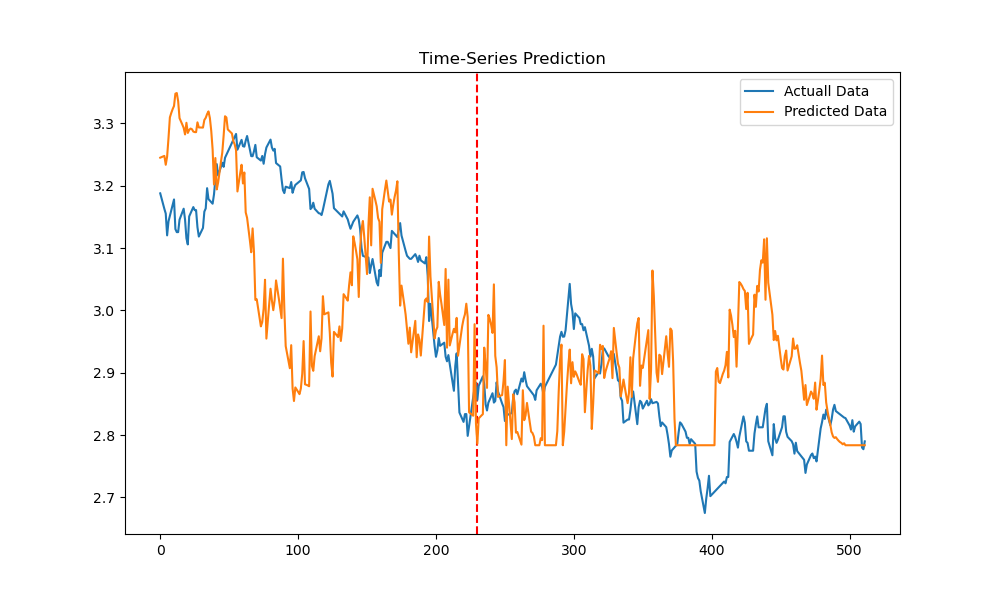 Time-Series Prediction
Actuall Data
Predicted Data
3.3
3.2
3.1
3.0
2.9
2.8
2.7
0 100 200 300 400 500